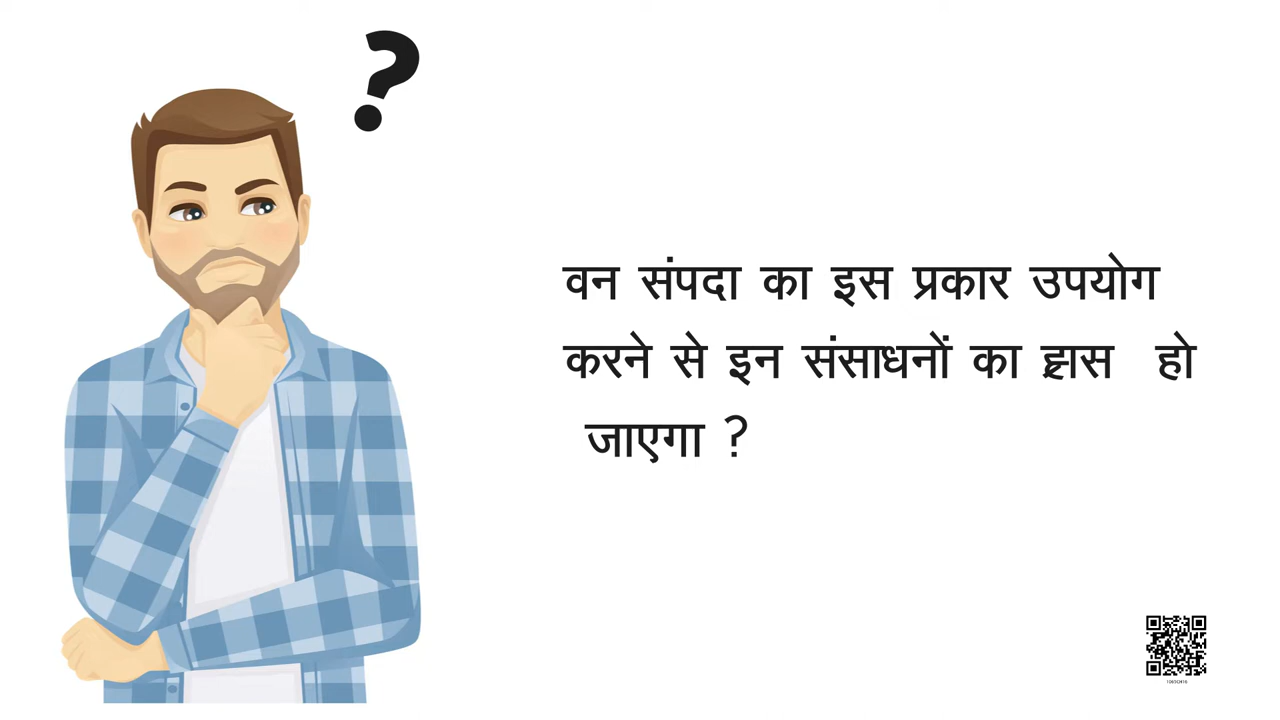 ?
वन संपदा का इस प्रकार उपयोग
करने से इन संसाधनों का ह्रास हो
जाएगा ?